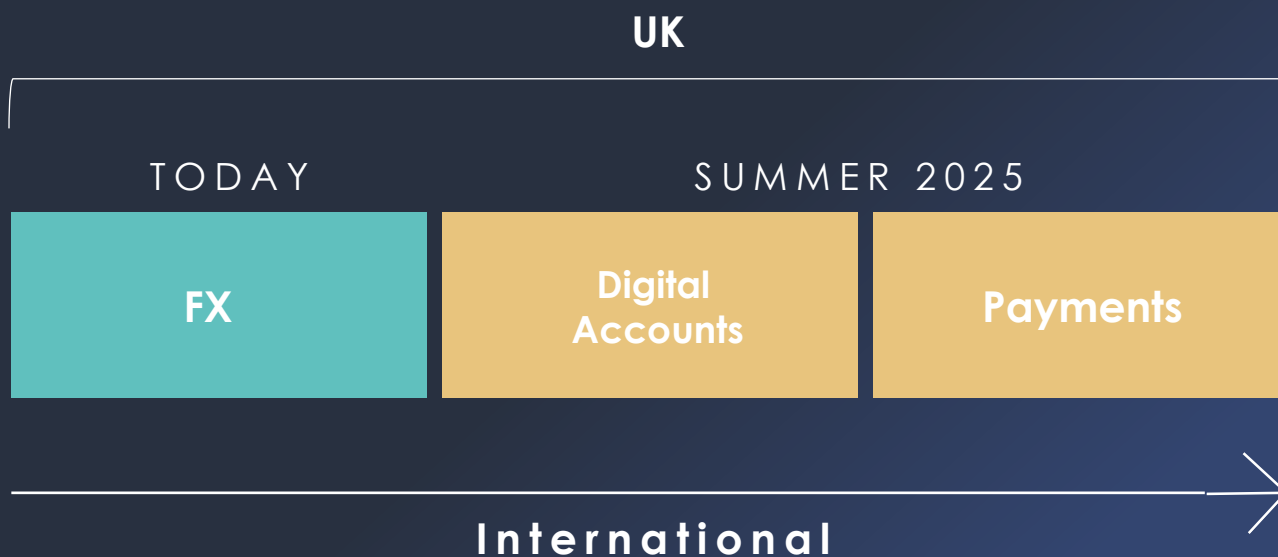 UK
TODAY
SUMMER 2025
FX
Digital
Accounts
Payments
International